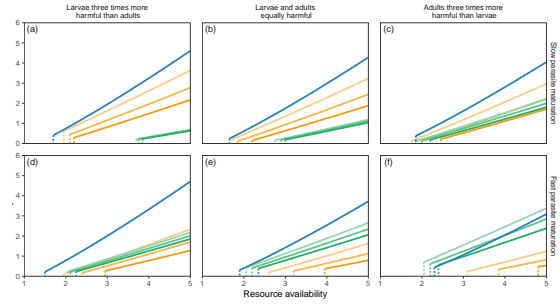 Larvae three times more
harmful than adults
Larvae and adults
equally harmful
Adults three times more
harmful than larvae
6
5
4
3
2
1
0
(a)
(b)
(c)
Slow parasite maturation
6
5
4
3
2
1
0
(d)
(e)
(f)
Fast parasite maturation
1 2 3 4 5
1 2 3 4 5
1 2 3 4 5
Resource availability